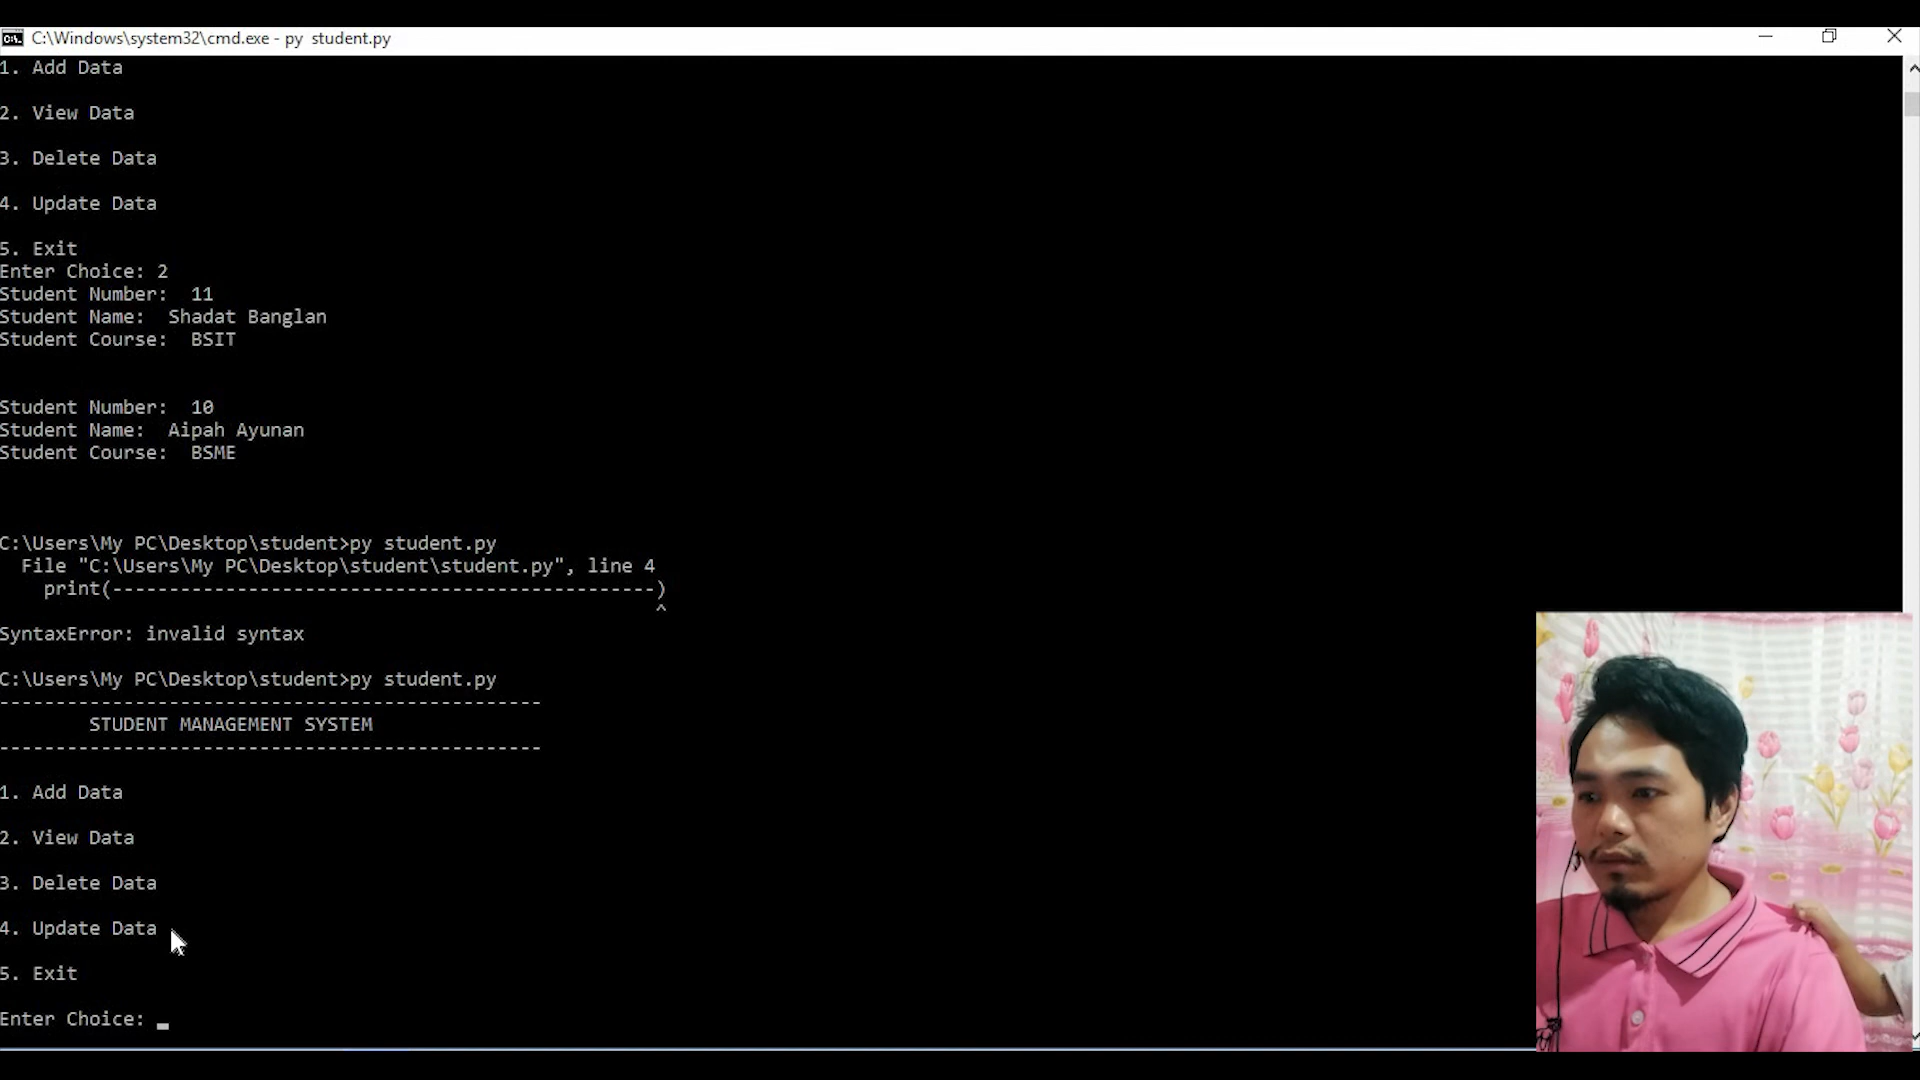 C:\Windows\system32\cmd.exe - py  student.py
1. Add Data
2. View Data
3. Delete Data
4. Update Data
5. Exit
Enter Choice: 2
Student Number:  11
Student Name:  Shadat Banglan
Student Course:  BSIT
Student Number:  10
Student Name:  Aipah Ayunan
Student Course:  BSME
C:\Users\My PC\Desktop\student>py student.py
  File "C:\Users\My PC\Desktop\student\student.py", line 4
    print(------------------------------------------------)
                                                          ^
SyntaxError: invalid syntax
C:\Users\My PC\Desktop\student>py student.py
------------------------------------------------
        STUDENT MANAGEMENT SYSTEM
------------------------------------------------
1. Add Data
2. View Data
3. Delete Data
4. Update Data
5. Exit
Enter Choice: